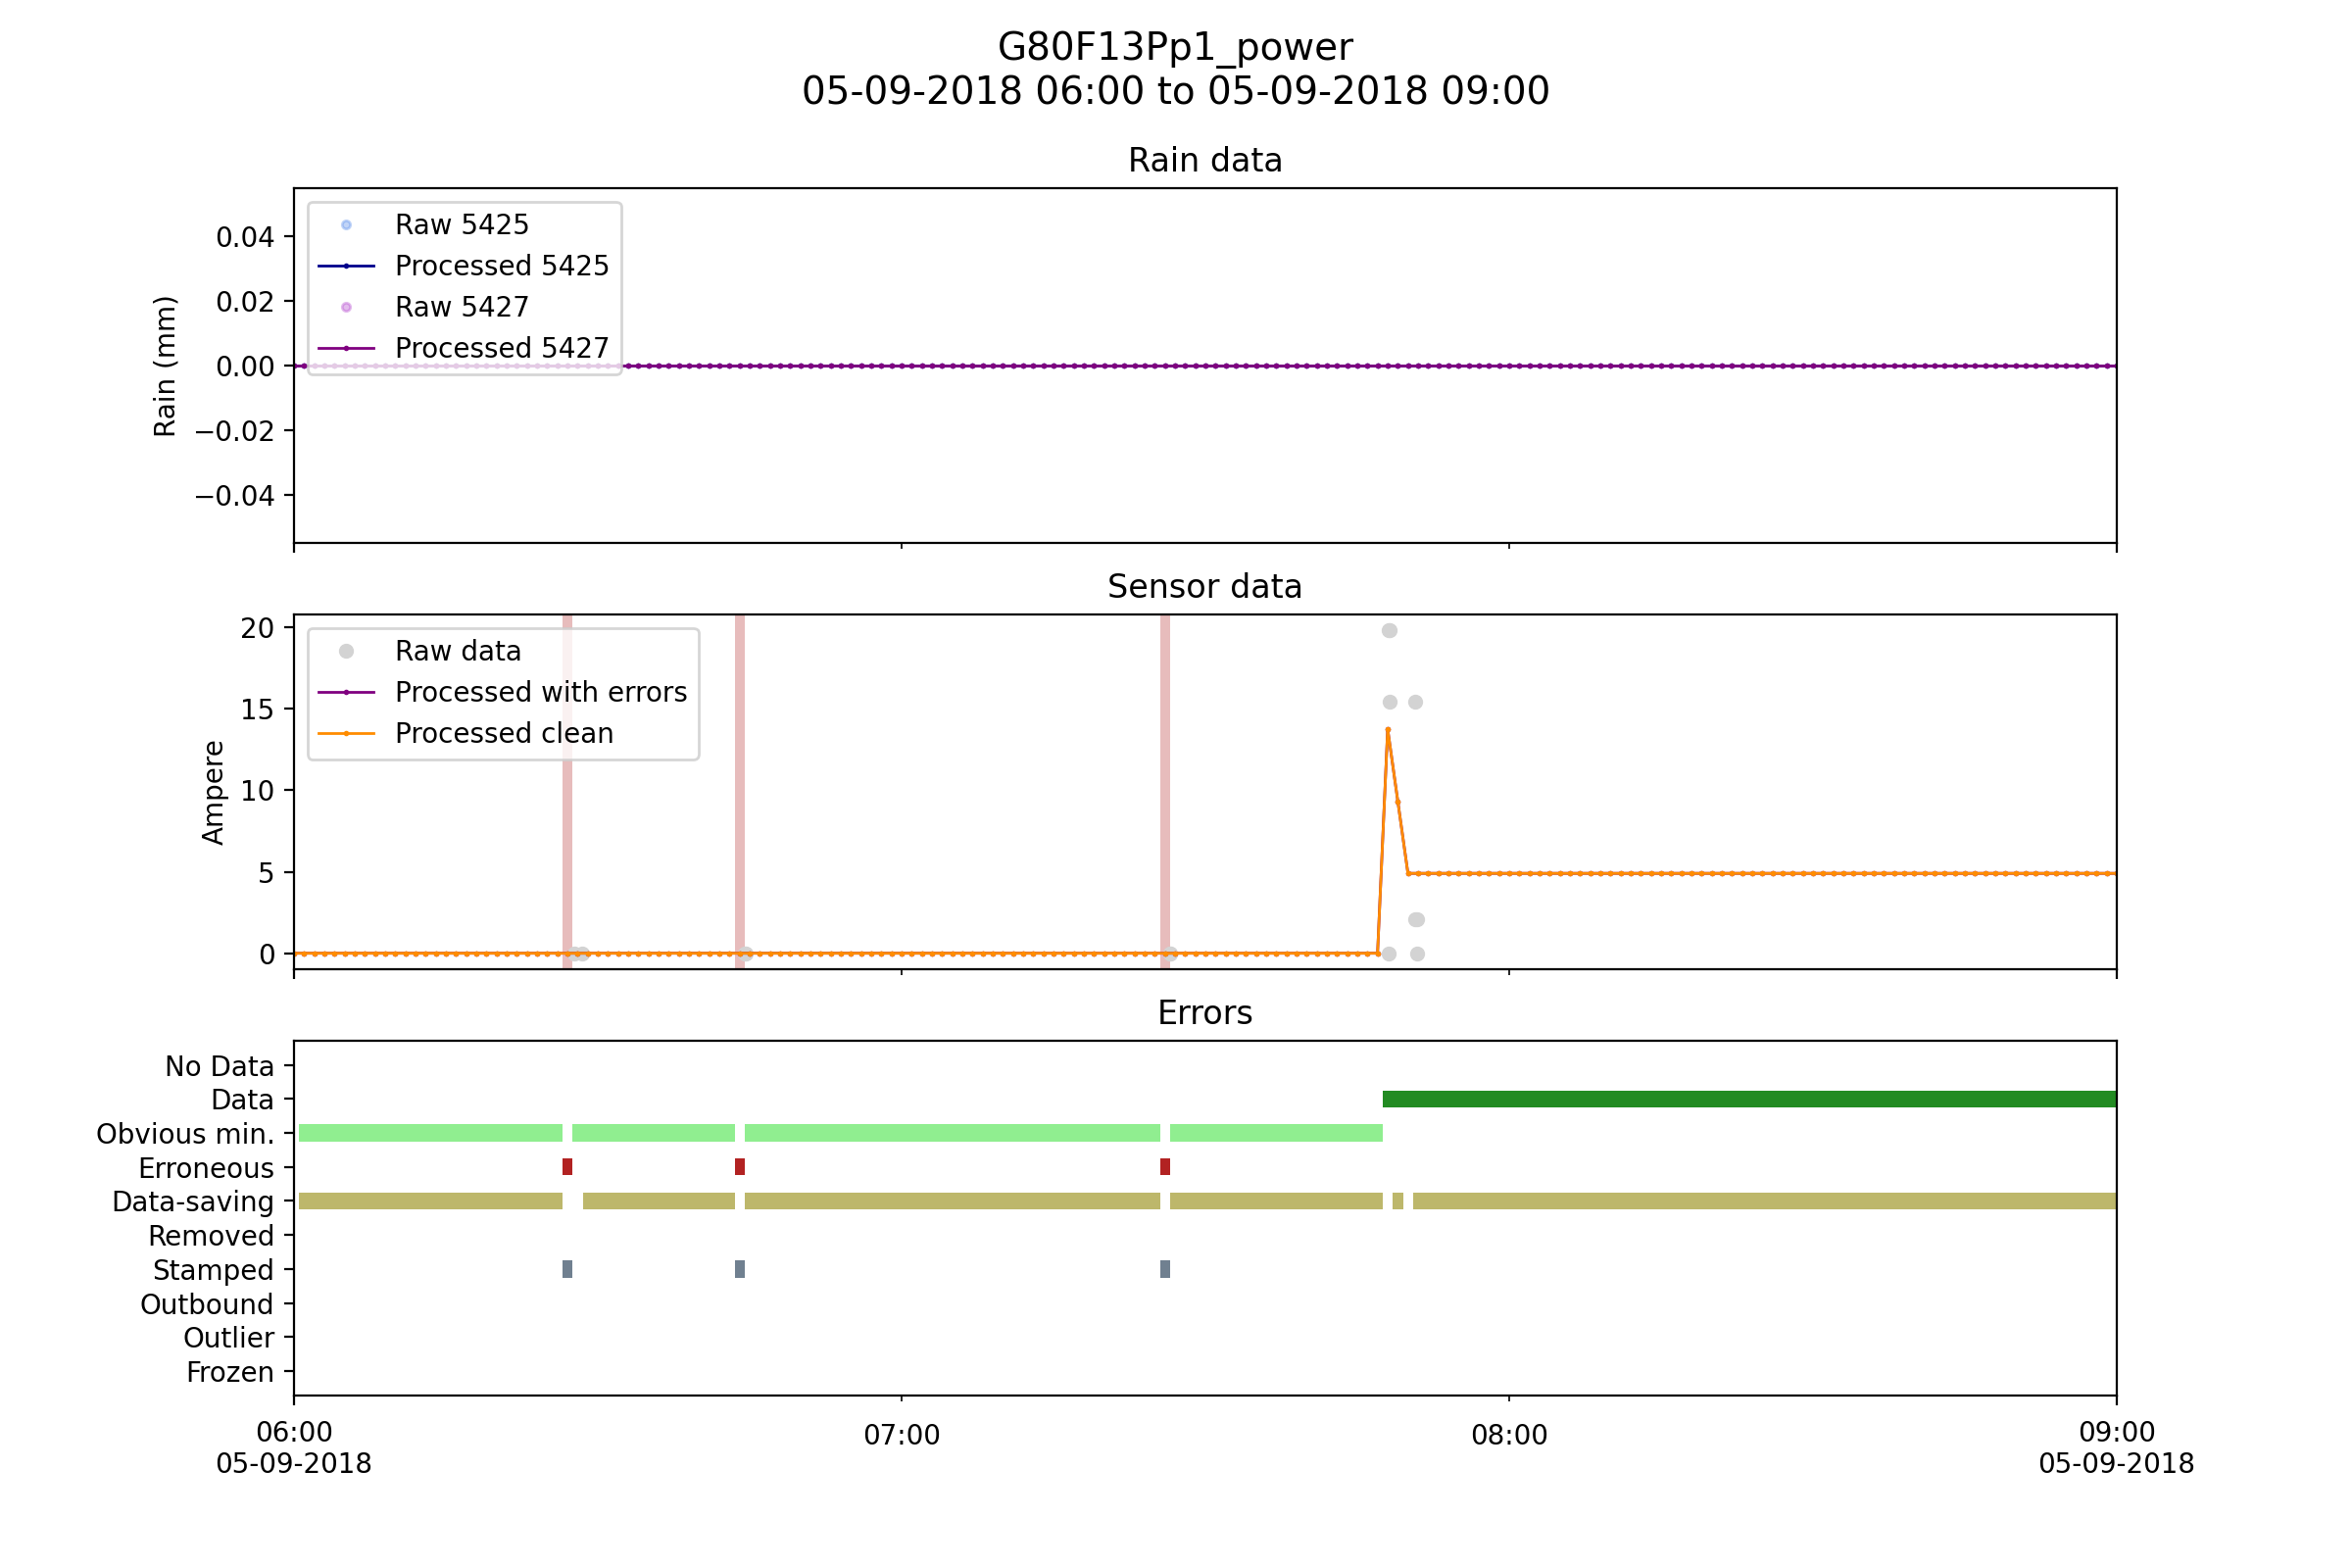 G80F13Pp1_power
05-09-2018 06:00 to 05-09-2018 09:00
Rain data
Raw 5425
Processed 5425
Raw 5427
Processed 5427
0.04
0.02
0.00
−0.02
−0.04
Rain (mm)
Sensor data
Raw data
Processed with errors
Processed clean
20
15
10
5
0
Ampere
Errors
No Data
Data
Obvious min.
Erroneous
Data-saving
Removed
Stamped
Outbound
Outlier
Frozen
06:00
05-09-2018
07:00
08:00
09:00
05-09-2018